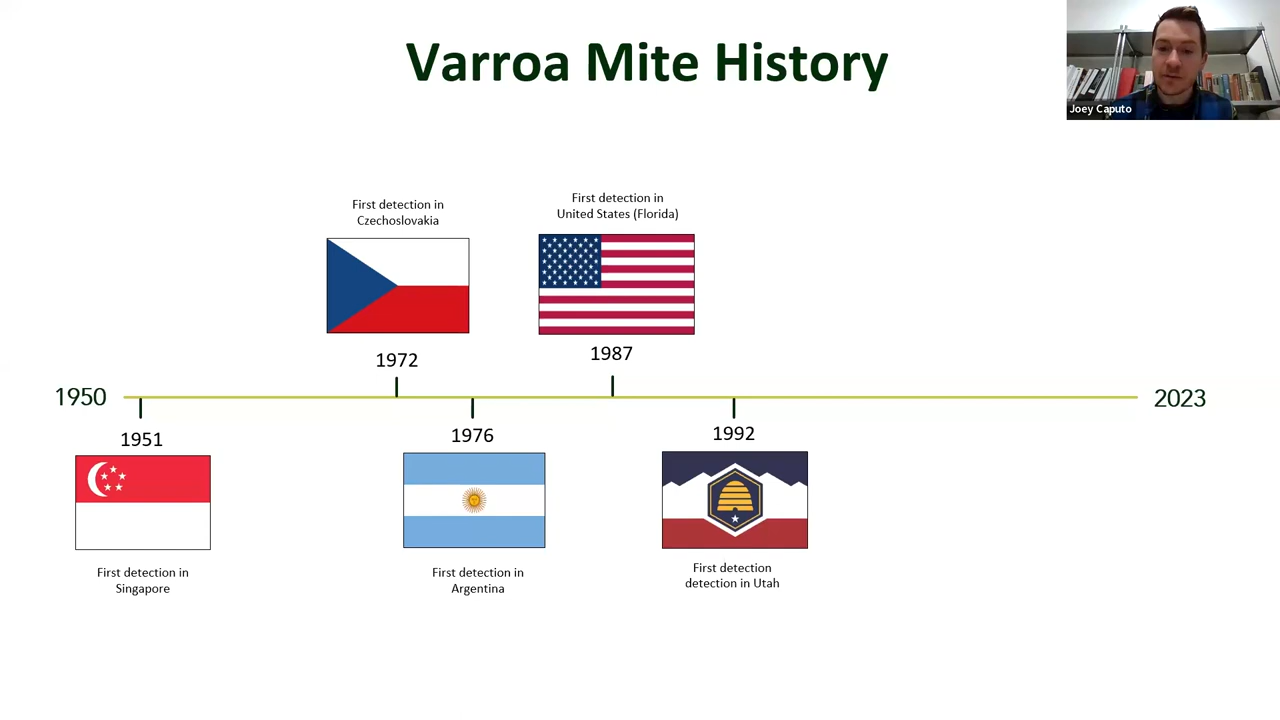 Varroa Mite History
Joey Caputo
First detection in
Czechoslovakia
First detection in
United States (Florida)
1972
1987
1950
2023
1951
1976
1992
First detection in
Singapore
First detection in
Argentina
First detection
detection in Utah